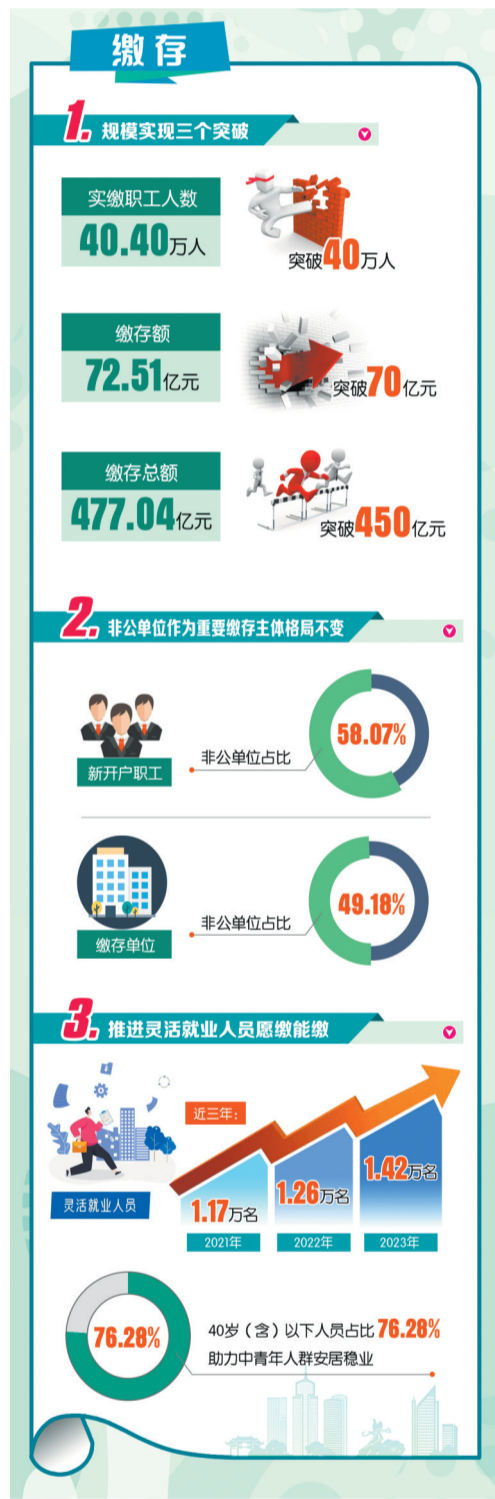 缴存
1. 规模实现三个突破
实缴职工人数
40.40万人
突破40万人
缴存额
72.51亿元
突破70亿元
缴存总额
477.04亿元
突破450亿元
2. 非公单位作为重要缴存主体格局不变
新开户职工
非公单位占比
58.07%
缴存单位
非公单位占比
49.18%
3. 推进灵活就业人员愿缴能缴
灵活就业人员
近三年:
1.17万名
1.26万名
1.42万名
2021年
2022年
2023年
76.28%
40岁（含）以下人员占比76.28%
助力中青年人群安居稳业